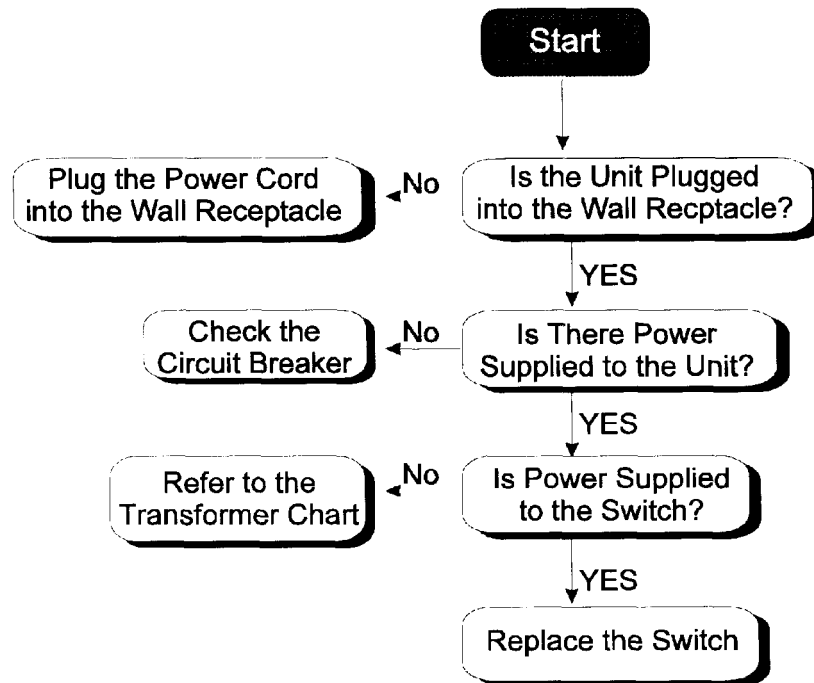 Start
Plug the Power Cord
into the Wall Receptacle
No
Is the Unit Plugged
into the Wall Recptacle?
YES
Check the
Circuit Breaker
No
Is There Power
Supplied to the Unit?
YES
Refer to the
Transformer Chart
No
Is Power Supplied
to the Switch?
YES
Replace the Switch